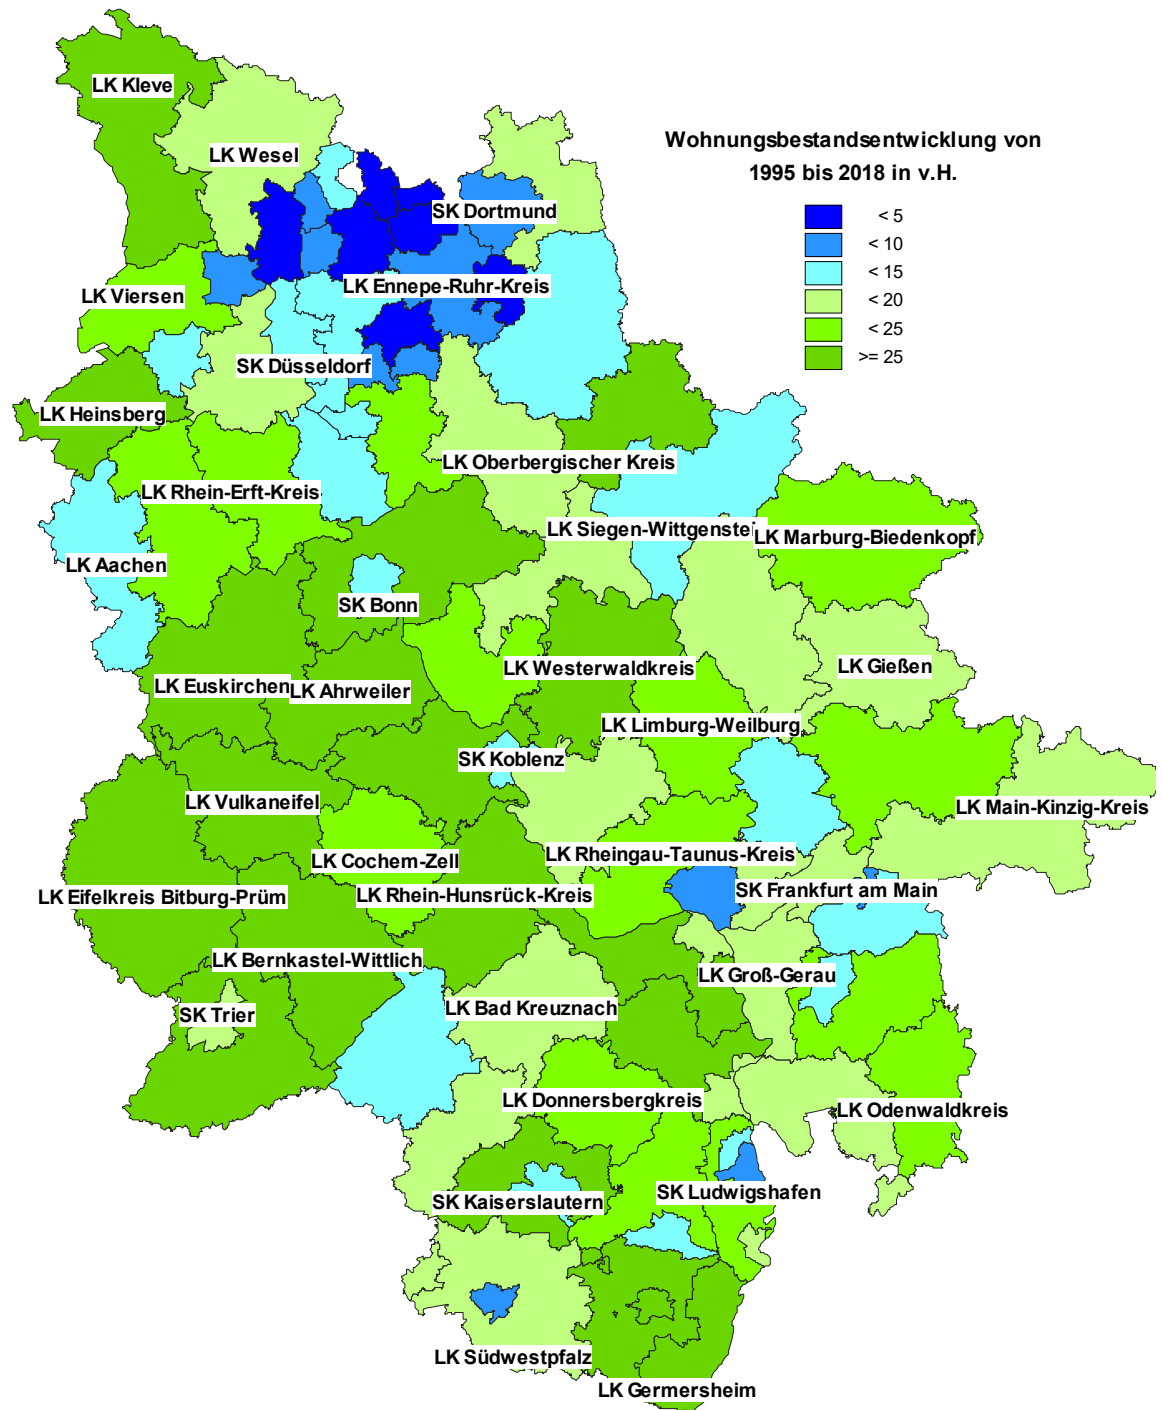 LK Kleve
LK Wesel
Wohnungsbestandsentwicklung von
1995 bis 2018 in v.H.
< 5
< 10
< 15
< 20
< 25
>= 25
SK Dortmund
LK Ennepe-Ruhr-Kreis
LK Viersen
SK Düsseldorf
LK Heinsberg
LK Oberbergischer Kreis
LK Rhein-Erft-Kreis
LK Siegen-Wittgenstei
LK Marburg-Biedenkopf
LK Aachen
SK Bonn
LK Gießen
LK Westerwaldkreis
LK Euskirchen
LK Ahrweiler
LK Limburg-Weilburg
SK Koblenz
LK Vulkaneifel
LK Main-Kinzig-Kreis
LK Cochem-Zell
LK Rheingau-Taunus-Kreis
LK Eifelkreis Bitburg-Prüm
LK Rhein-Hunsrück-Kreis
SK Frankfurt am Main
LK Bernkastel-Wittlich
LK Groß-Gerau
SK Trier
LK Bad Kreuznach
LK Donnersbergkreis
LK Odenwaldkreis
SK Kaiserslautern
SK Ludwigshafen
LK Südwestpfalz
LK Germersheim